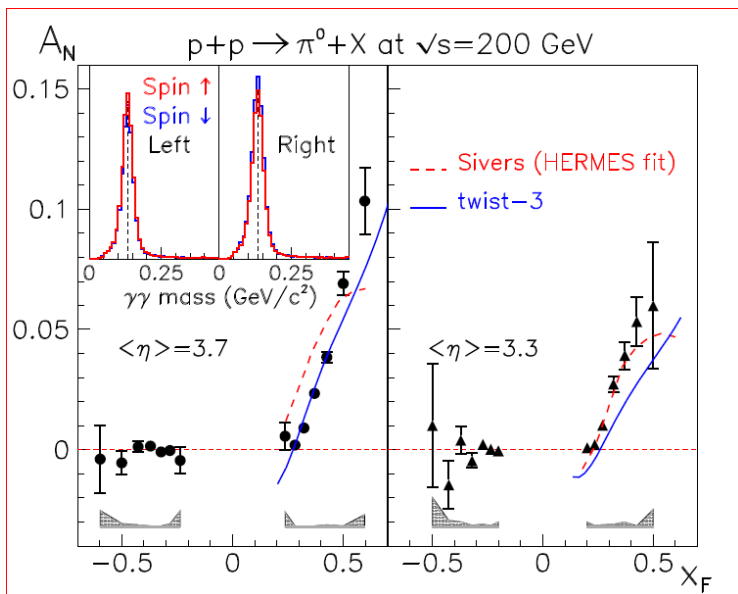 A_N
p+p → π⁰+X at √s=200 GeV
0.15
0.1
0.05
0
Spin ↑
Spin ↓
Left
Right
0 0.25 0 0.25
γγ mass (GeV/c²)
<η>=3.7
Sivers (HERMES fit)
twist−3
<η>=3.3
−0.5 0 0.5 −0.5 0 0.5
X_F